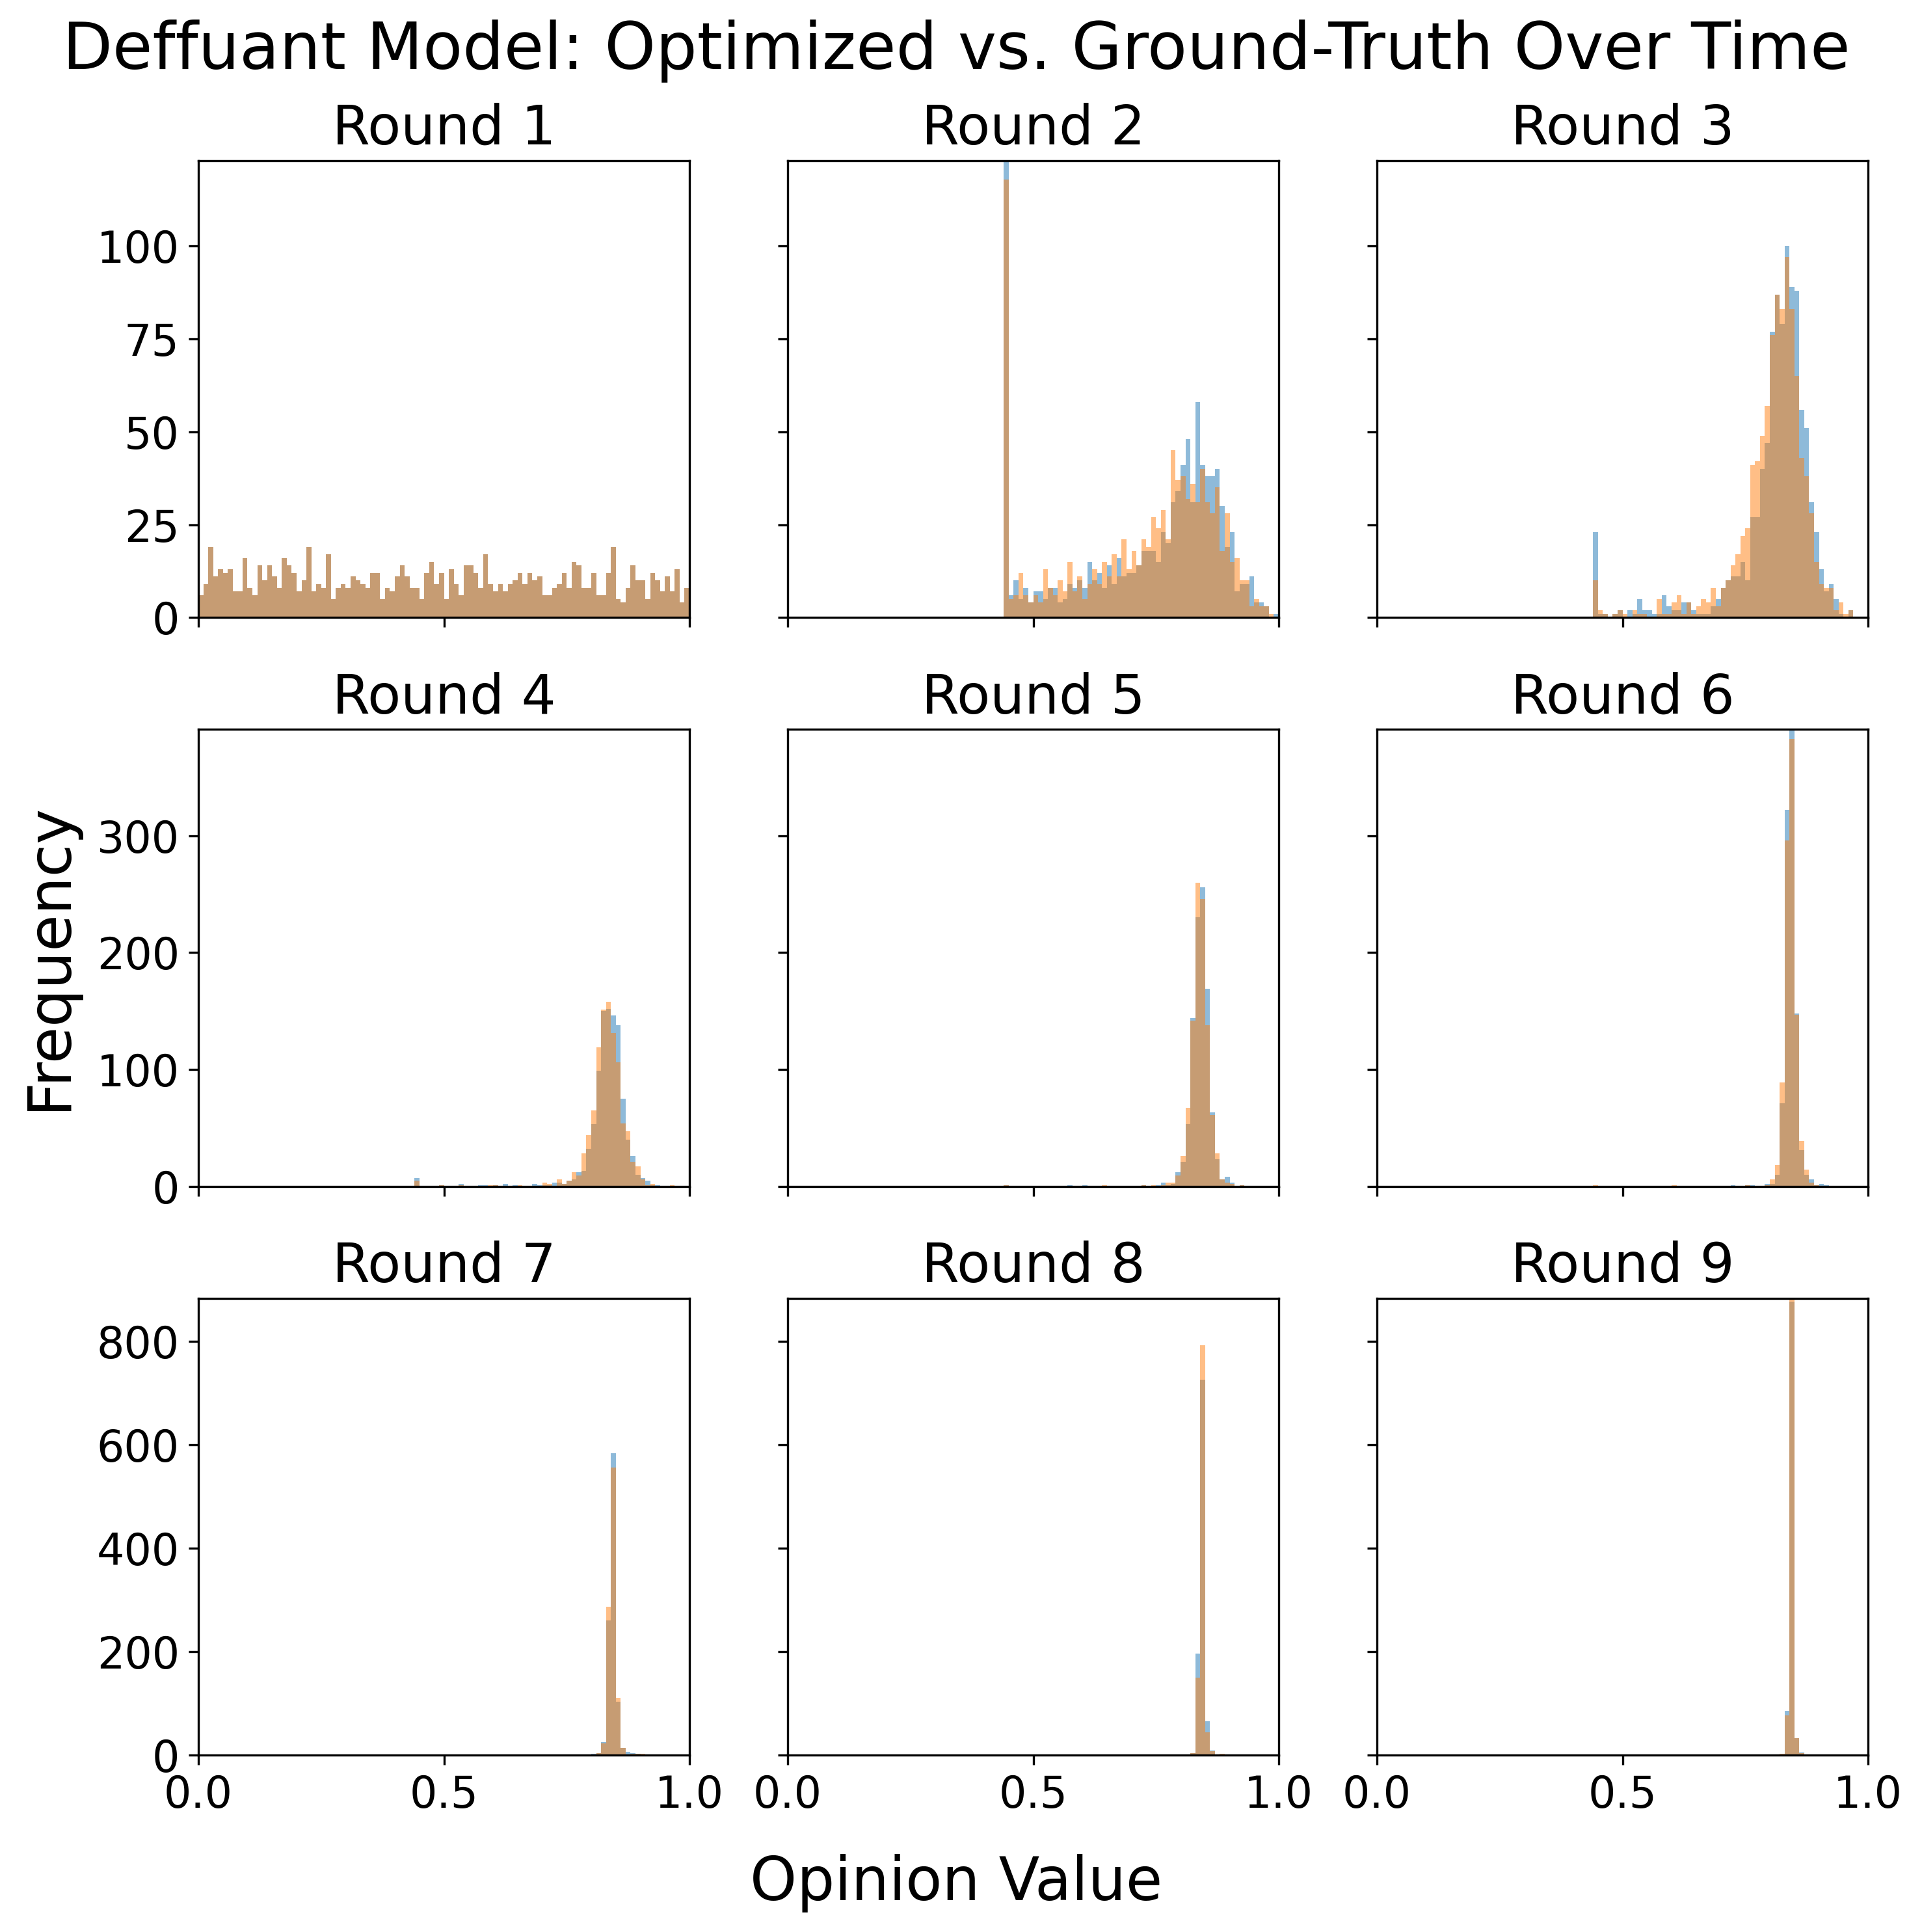 Deffuant Model: Optimized vs. Ground-Truth Over Time
Round 1
Round 2
Round 3
100
75
50
25
0
Round 4
Round 5
Round 6
Frequency
300
200
100
0
Round 7
Round 8
Round 9
800
600
400
200
0
0.0 0.5 1.0
0.0 0.5 1.0
0.0 0.5 1.0
Opinion Value